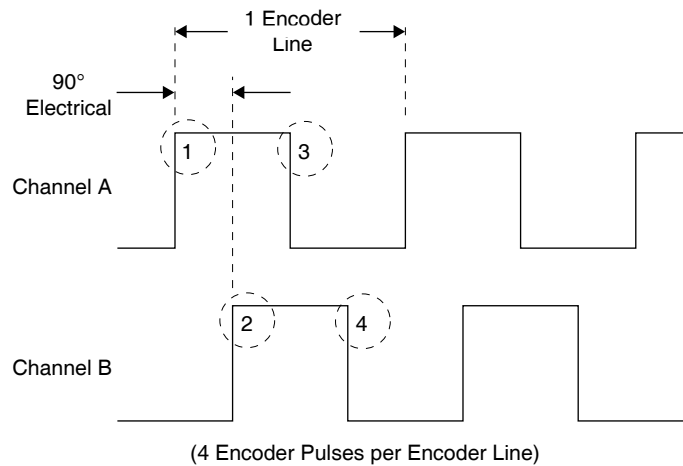 1 Encoder
Line
90°
Electrical
1
3
Channel A
2
4
Channel B
(4 Encoder Pulses per Encoder Line)